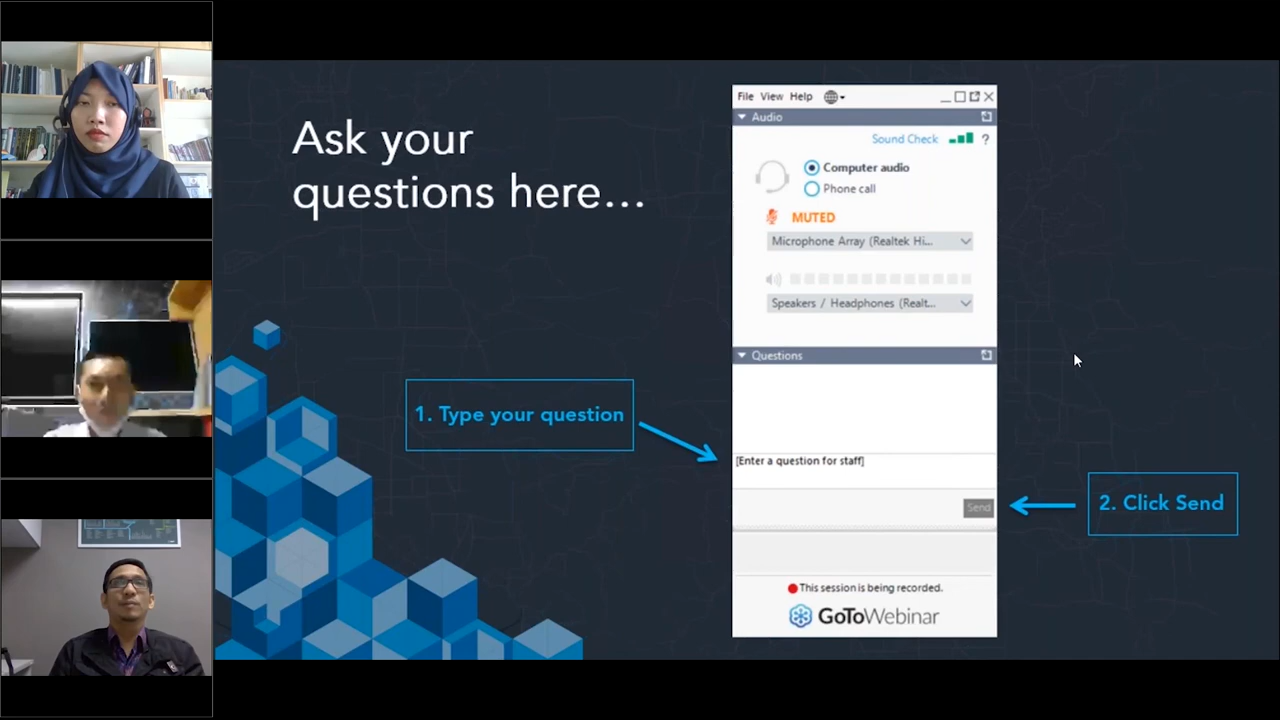 Ask your
questions here...
File View Help
Audio
Sound Check ?
Computer audio
Phone call
MUTED
Microphone Array (Realtek Hi...
Speakers / Headphones (Realt...
Questions
1. Type your question
[Enter a question for staff]
Send
2. Click Send
This session is being recorded.
GoToWebinar